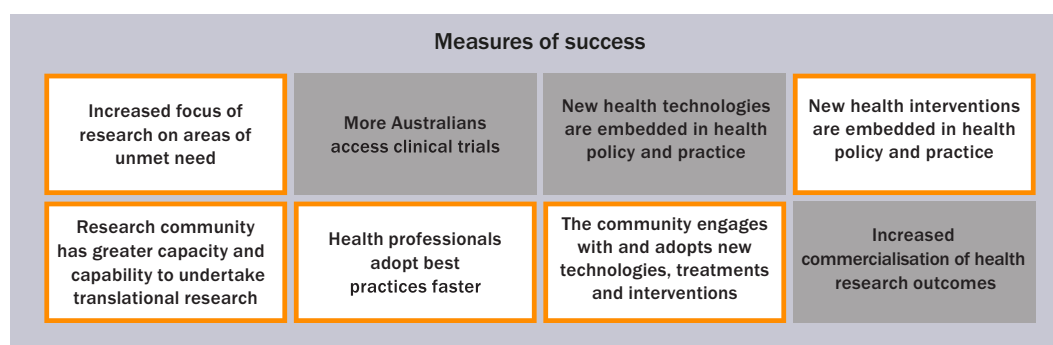 Measures of success
Increased focus of
research on areas of
unmet need
More Australians
access clinical trials
New health technologies
are embedded in health
policy and practice
New health interventions
are embedded in health
policy and practice
Research community
has greater capacity and
capability to undertake
translational research
Health professionals
adopt best
practices faster
The community engages
with and adopts new
technologies, treatments
and interventions
Increased
commercialisation of health
research outcomes